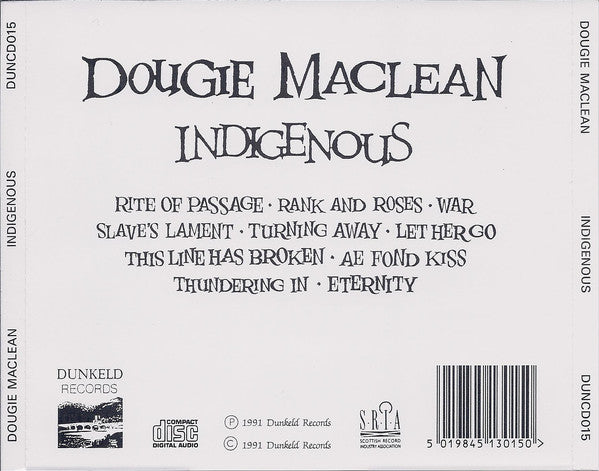 DOUGIE MACLEAN
INDIGENOUS
RITE OF PASSAGE · RANK AND ROSES · WAR
SLAVE'S LAMENT · TURNING AWAY · LET HER GO
THIS LINE HAS BROKEN · AE FOND KISS
THUNDERING IN · ETERNITY
DUNKELD
RECORDS
COMPACT
disc
DIGITAL AUDIO
Ⓟ 1991 Dunkeld Records
© 1991 Dunkeld Records
S·R·I·A
SCOTTISH RECORD
INDUSTRY ASSOCIATION
5 019845 130150 >
DOUGIE MACLEAN INDIGENOUS DUNCD015
DOUGIE MACLEAN INDIGENOUS DUNCD015